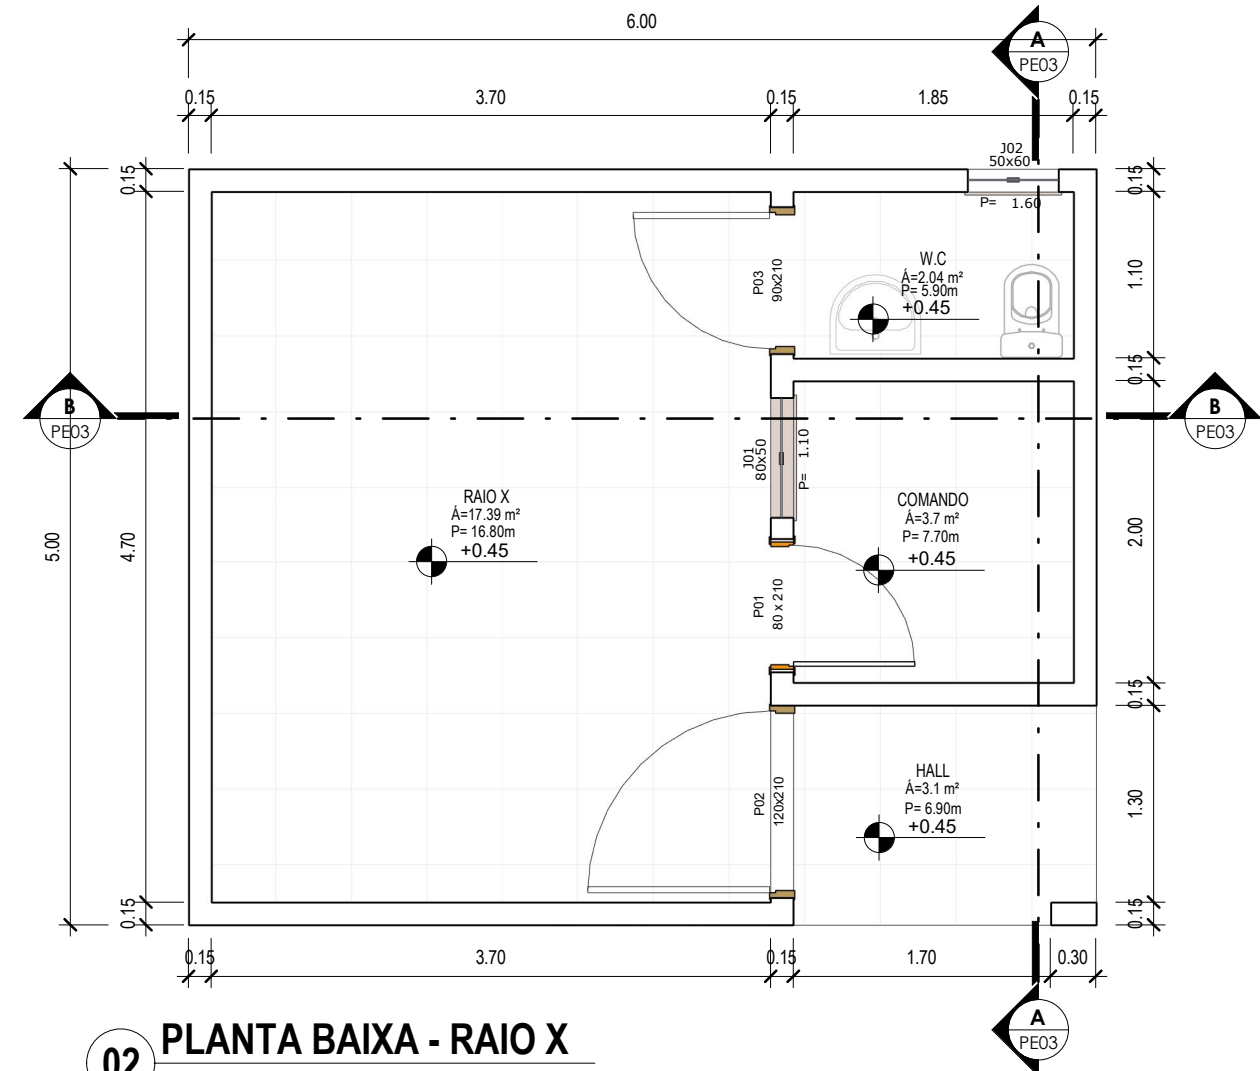 6.00
A
PE03
0.15
3.70
0.15
1.85
0.15
J02
50x60
P= 1.60
0.15
0.15
W.C
Á=2.04 m²
P= 5.90m
+0.45
P03
90x210
1.10
0.15
B
PE03
B
PE03
J01
80x50
P= 1.10
RAIO X
Á=17.39 m²
P= 16.80m
+0.45
COMANDO
Á=3.7 m²
P= 7.70m
+0.45
5.00
4.70
2.00
P01
80 x 210
0.15
HALL
Á=3.1 m²
P= 6.90m
+0.45
P02
120x210
1.30
0.15
0.15
0.15
3.70
0.15
1.70
0.30
A
PE03
02
PLANTA BAIXA - RAIO X